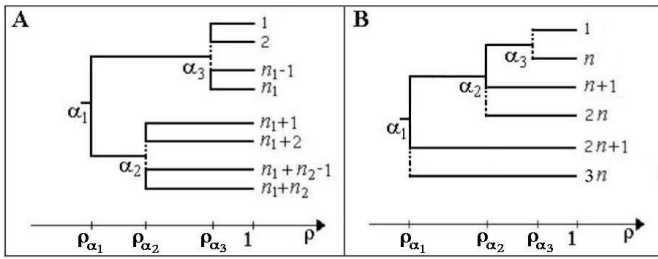 A
1
2
α₃
n₁-1
n₁
α₁
n₁+1
n₁+2
α₂
n₁+n₂-1
n₁+n₂
ρα₁ ρα₂ ρα₃ 1 ρ
B
1
α₃
n
α₂
n+1
2n
α₁
2n+1
3n
ρα₁ ρα₂ ρα₃ 1 ρ